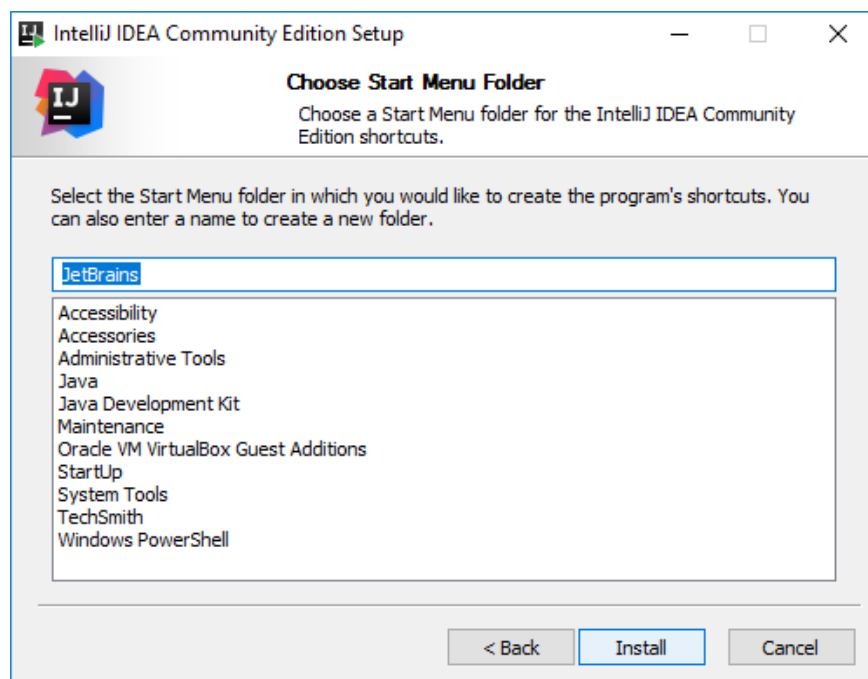 IntelliJ IDEA Community Edition Setup
IJ
Choose Start Menu Folder
Choose a Start Menu folder for the IntelliJ IDEA Community
Edition shortcuts.
Select the Start Menu folder in which you would like to create the program's shortcuts. You
can also enter a name to create a new folder.
JetBrains
Accessibility
Accessories
Administrative Tools
Java
Java Development Kit
Maintenance
Oracle VM VirtualBox Guest Additions
StartUp
System Tools
TechSmith
Windows PowerShell
< Back Install Cancel